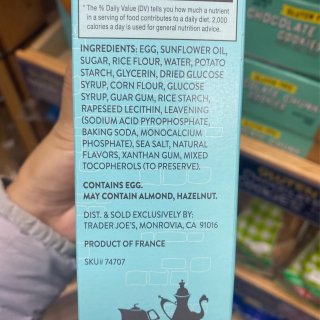 * The % Daily Value (DV) tells you how much a nutrient
in a serving of food contributes to a daily diet. 2,000
calories a day is used for general nutrition advice.
INGREDIENTS: EGG, SUNFLOWER OIL,
SUGAR, RICE FLOUR, WATER, POTATO
STARCH, GLYCERIN, DRIED GLUCOSE
SYRUP, CORN FLOUR, GLUCOSE
SYRUP, GUAR GUM, RICE STARCH,
RAPESEED LECITHIN, LEAVENING
(SODIUM ACID PYROPHOSPHATE,
BAKING SODA, MONOCALCIUM
PHOSPHATE), SEA SALT, NATURAL
FLAVORS, XANTHAN GUM, MIXED
TOCOPHEROLS (TO PRESERVE).
CONTAINS EGG.
MAY CONTAIN ALMOND, HAZELNUT.
DIST. & SOLD EXCLUSIVELY BY:
TRADER JOE'S, MONROVIA, CA 91016
PRODUCT OF FRANCE
SKU# 74707
GLUTEN
CHOCOLATE